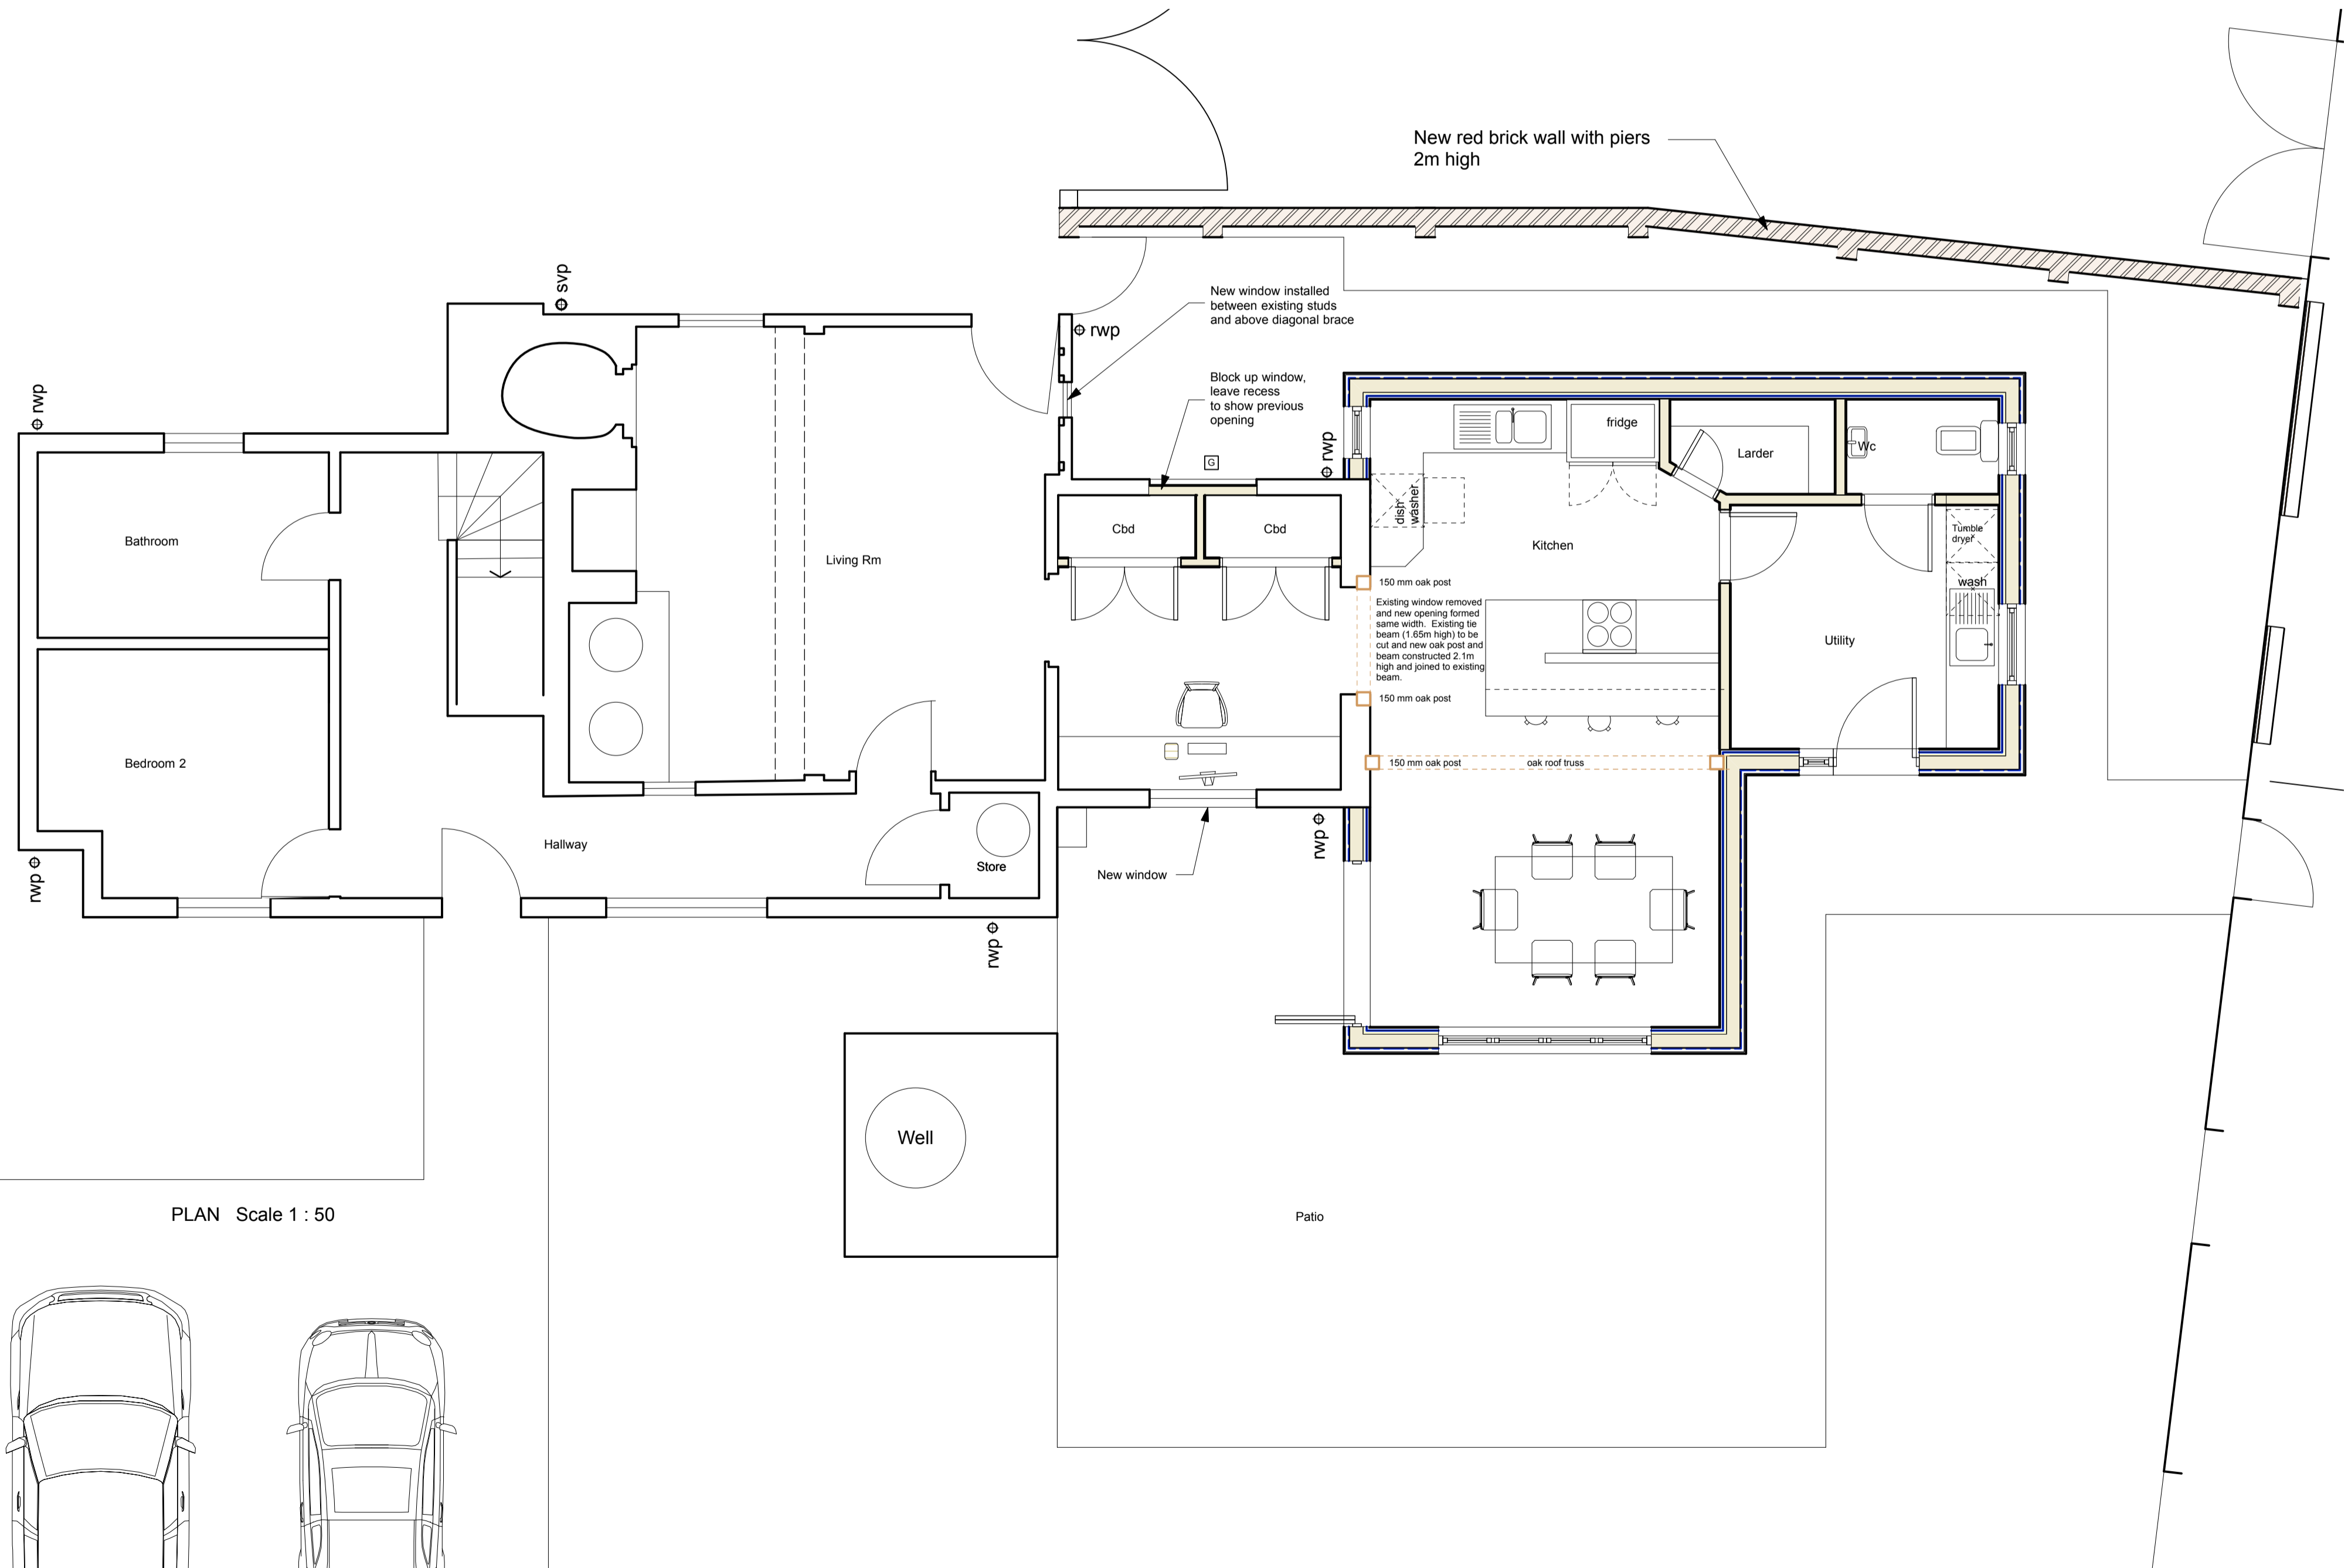 New red brick wall with piers
2m high
svp
New window installed
between existing studs
and above diagonal brace
rwp
rwp
Block up window,
leave recess
to show previous
opening
rwp
G
fridge
Larder
Wc
dish
washer
Cbd
Cbd
Tumble
dryer
Bathroom
Living Rm
Kitchen
wash
150 mm oak post
Existing window removed
and new opening formed
same width. Existing tie
beam (1.65m high) to be
cut and new oak post and
beam constructed 2.1m
high and joined to existing
beam.
Utility
150 mm oak post
Bedroom 2
150 mm oak post
oak roof truss
rwp
Hallway
Store
New window
rwp
rwp
Well
PLAN Scale 1 : 50
Patio